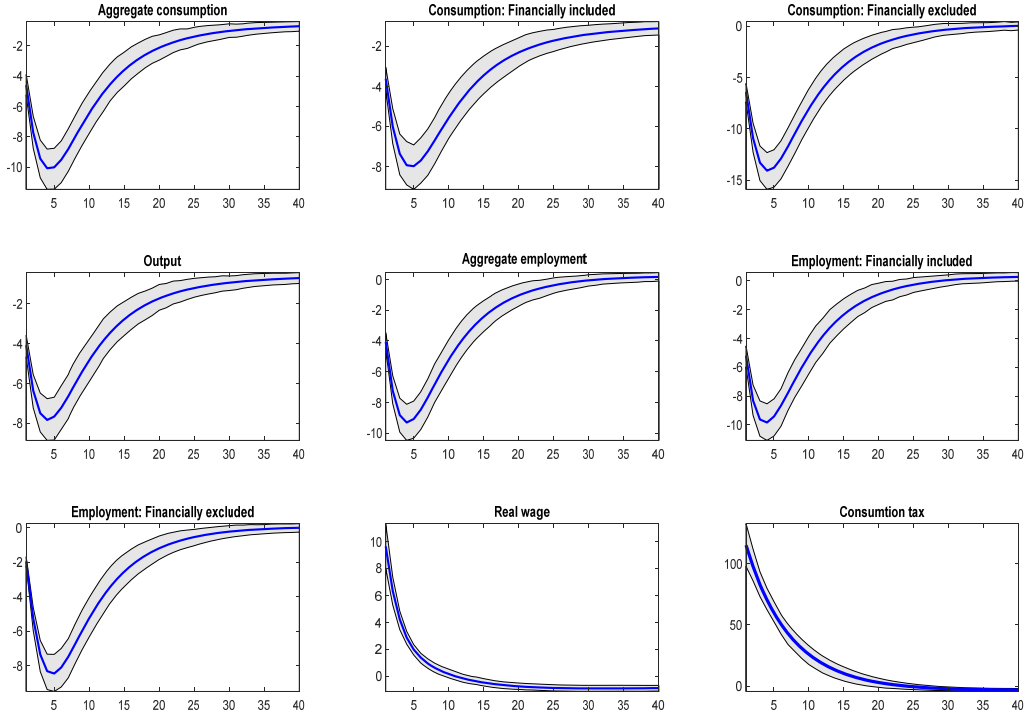 Aggregate consumption
-2
-4
-6
-8
-10
5 10 15 20 25 30 35 40
Consumption: Financially included
-2
-4
-6
-8
5 10 15 20 25 30 35 40
Consumption: Financially excluded
0
-5
-10
-15
5 10 15 20 25 30 35 40
Output
-2
-4
-6
-8
5 10 15 20 25 30 35 40
Aggregate employment
0
-2
-4
-6
-8
-10
5 10 15 20 25 30 35 40
Employment: Financially included
0
-2
-4
-6
-8
-10
5 10 15 20 25 30 35 40
Employment: Financially excluded
0
-2
-4
-6
-8
5 10 15 20 25 30 35 40
Real wage
10
8
6
4
2
0
5 10 15 20 25 30 35 40
Consumtion tax
100
50
0
5 10 15 20 25 30 35 40